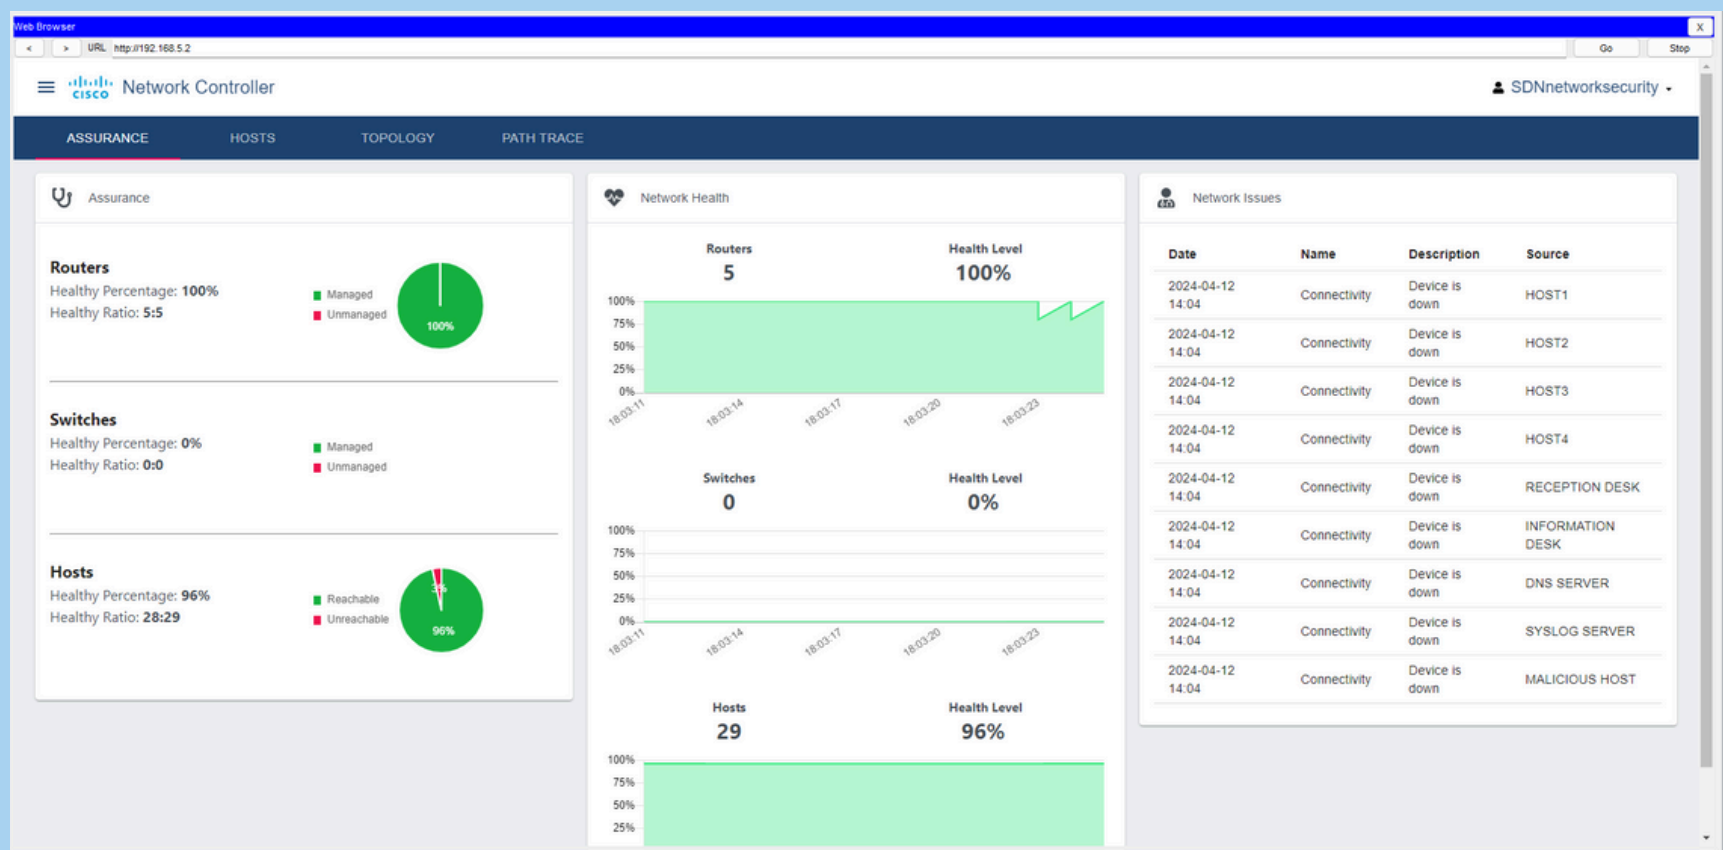 Web Browser
X
< > URL http://192.168.5.2 Go Stop
CISCO Network Controller SDNnetworksecurity
ASSURANCE HOSTS TOPOLOGY PATH TRACE
Assurance
Routers
Healthy Percentage: 100%
Healthy Ratio: 5:5
Managed
Unmanaged
100%
Switches
Healthy Percentage: 0%
Healthy Ratio: 0:0
Managed
Unmanaged
Hosts
Healthy Percentage: 96%
Healthy Ratio: 28:29
Reachable
Unreachable
3%
96%
Network Health
Routers Health Level
5 100%
100%
75%
50%
25%
0%
18:03:11 18:03:14 18:03:17 18:03:20 18:03:23
Switches Health Level
0 0%
100%
75%
50%
25%
0%
18:03:11 18:03:14 18:03:17 18:03:20 18:03:23
Hosts Health Level
29 96%
100%
75%
50%
25%
Network Issues
Date Name Description Source
2024-04-12
14:04
Connectivity
Device is
down
HOST1
2024-04-12
14:04
Connectivity
Device is
down
HOST2
2024-04-12
14:04
Connectivity
Device is
down
HOST3
2024-04-12
14:04
Connectivity
Device is
down
HOST4
2024-04-12
14:04
Connectivity
Device is
down
RECEPTION DESK
2024-04-12
14:04
Connectivity
Device is
down
INFORMATION
DESK
2024-04-12
14:04
Connectivity
Device is
down
DNS SERVER
2024-04-12
14:04
Connectivity
Device is
down
SYSLOG SERVER
2024-04-12
14:04
Connectivity
Device is
down
MALICIOUS HOST